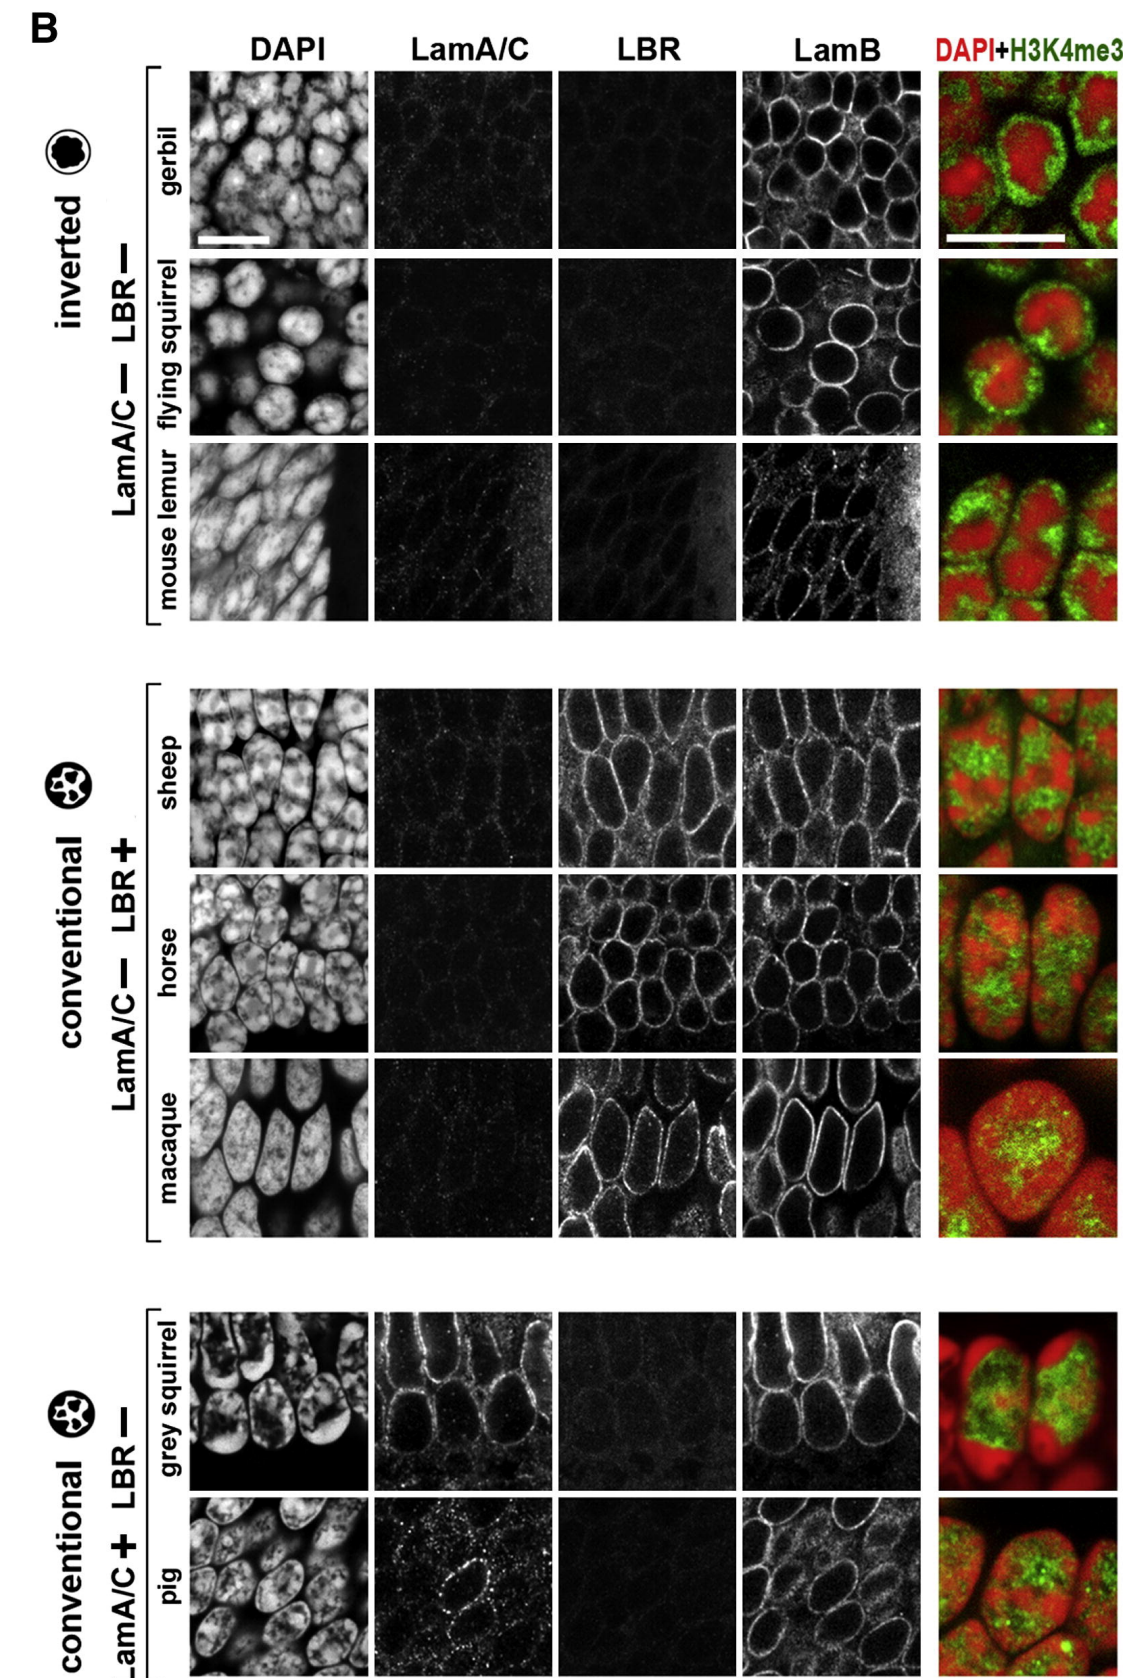 B
DAPI LamA/C LBR LamB DAPI+H3K4me3
inverted
LamA/C— LBR—
gerbil
flying squirrel
mouse lemur
conventional
LamA/C— LBR+
sheep
horse
macaque
conventional
LamA/C+ LBR—
grey squirrel
pig